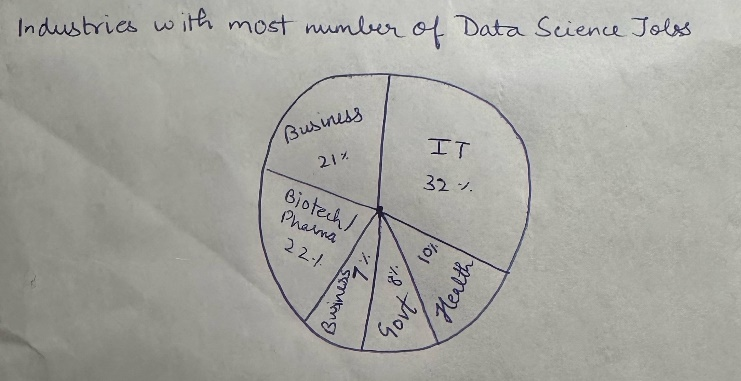 Industries with most number of Data Science Jobs
Business
21%
IT
32%
Biotech/
Pharma
22%
Business
7%
Govt
8%
Health
10%